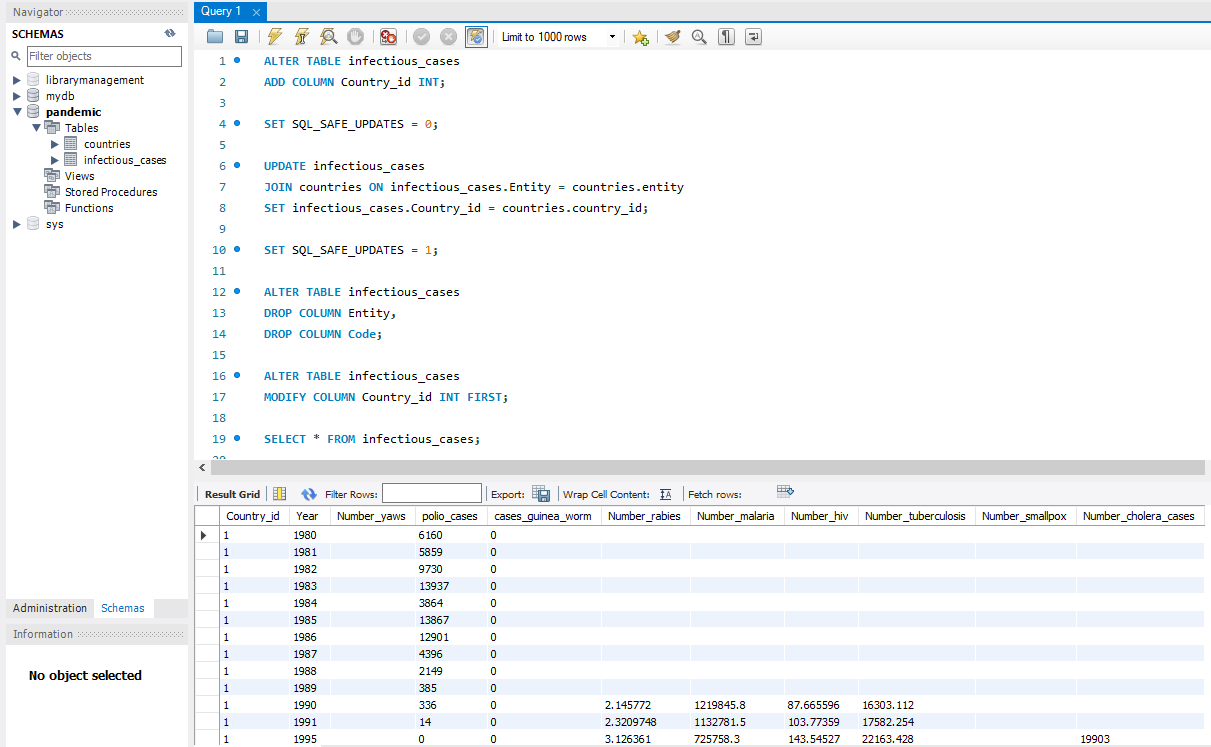 Navigator
SCHEMAS
Filter objects
librarymanagement
mydb
pandemic
Tables
countries
infectious_cases
Views
Stored Procedures
Functions
sys
Administration Schemas
Information
No object selected
Query 1
Limit to 1000 rows
1 ALTER TABLE infectious_cases
2 ADD COLUMN Country_id INT;
3
4 SET SQL_SAFE_UPDATES = 0;
5
6 UPDATE infectious_cases
7 JOIN countries ON infectious_cases.Entity = countries.entity
8 SET infectious_cases.Country_id = countries.country_id;
9
10 SET SQL_SAFE_UPDATES = 1;
11
12 ALTER TABLE infectious_cases
13 DROP COLUMN Entity,
14 DROP COLUMN Code;
15
16 ALTER TABLE infectious_cases
17 MODIFY COLUMN Country_id INT FIRST;
18
19 SELECT * FROM infectious_cases;
20
Result Grid Filter Rows: Export: Wrap Cell Content: Fetch rows:
Country_id Year Number_yaws polio_cases cases_guinea_worm Number_rabies Number_malaria Number_hiv Number_tuberculosis Number_smallpox Number_cholera_cases
1 1980 6160 0
1 1981 5859 0
1 1982 9730 0
1 1983 13937 0
1 1984 3864 0
1 1985 13867 0
1 1986 12901 0
1 1987 4396 0
1 1988 2149 0
1 1989 385 0
1 1990 336 0 2.145772 1219845.8 87.665596 16303.112
1 1991 14 0 2.3209748 1132781.5 103.77359 17582.254
1 1995 0 0 3.126361 725758.3 143.54527 22163.428 19903